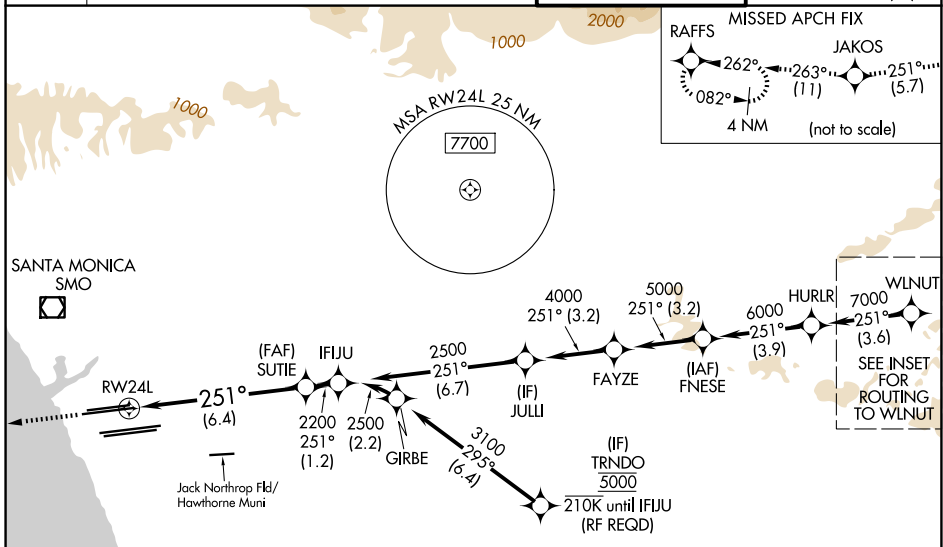 2000
1000
1000
MISSED APCH FIX
RAFFS
JAKOS
262°
263°
(11)
251°
(5.7)
082°
4 NM
(not to scale)
MSA RW24L 25 NM
7700
SANTA MONICA
SMO
RW24L
251°
(6.4)
(FAF)
SUTIE
IFIJU
2200
251°
(1.2)
2500
(2.2)
GIRBE
2500
251°
(6.7)
(IF)
JULLI
4000
251° (3.2)
FAYZE
5000
251° (3.2)
(IAF)
FNESE
6000
251°
(3.9)
HURLR
7000
251°
(3.6)
WLNUT
SEE INSET
FOR
ROUTING
TO WLNUT
3100
295°
(6.4)
(IF)
TRNDO
5000
210K until IFIJU
(RF REQD)
Jack Northrop Fld/
Hawthorne Muni